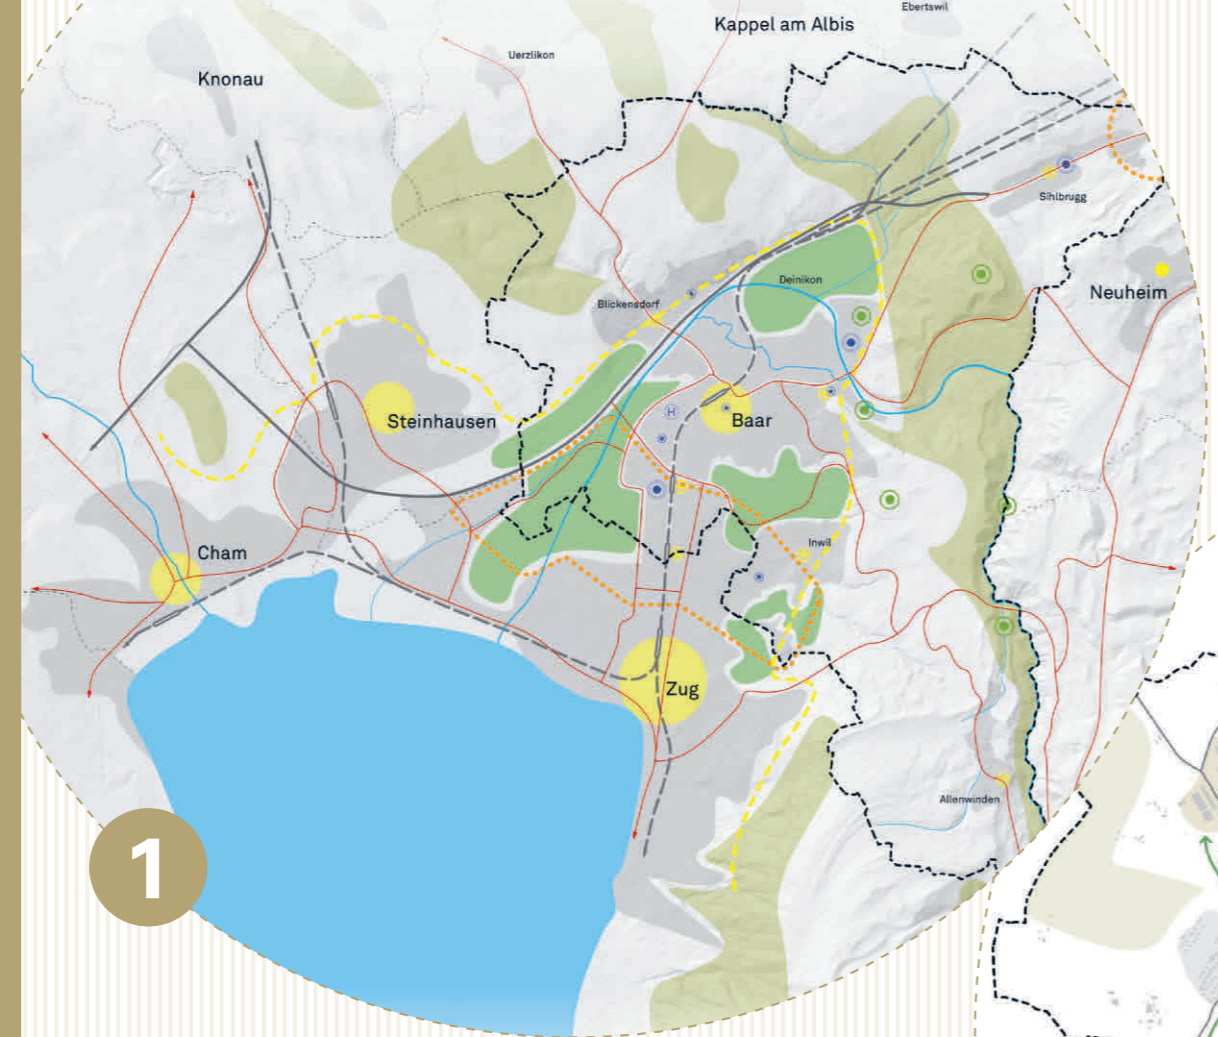 Ebertswil
Kappel am Albis
Uerzlikon
Knonau
Sihlbrugg
Deinikon
Neuheim
Blickensdorf
H
Steinhausen
Baar
Inwil
Cham
Zug
Allenwinden
1